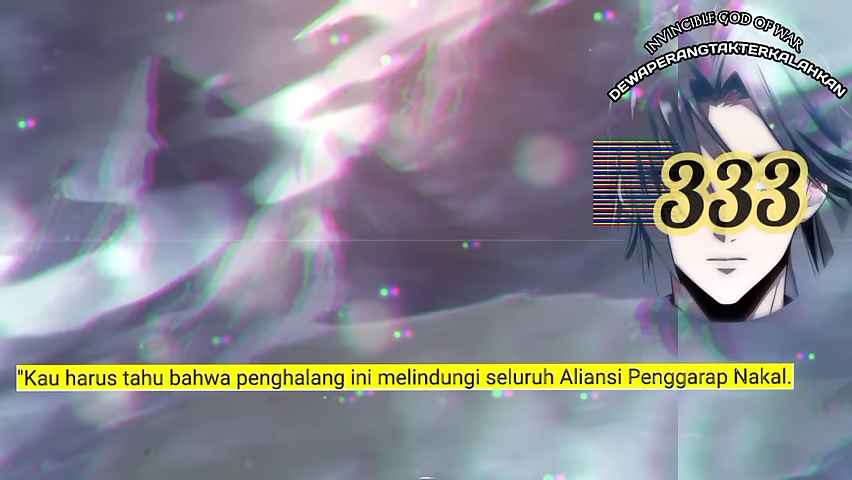 INVINCIBLE GOD OF WAR
DEWAPERANGTAKTERKALAHKAN
333
"Kau harus tahu bahwa penghalang ini melindungi seluruh Aliansi Penggarap Nakal.